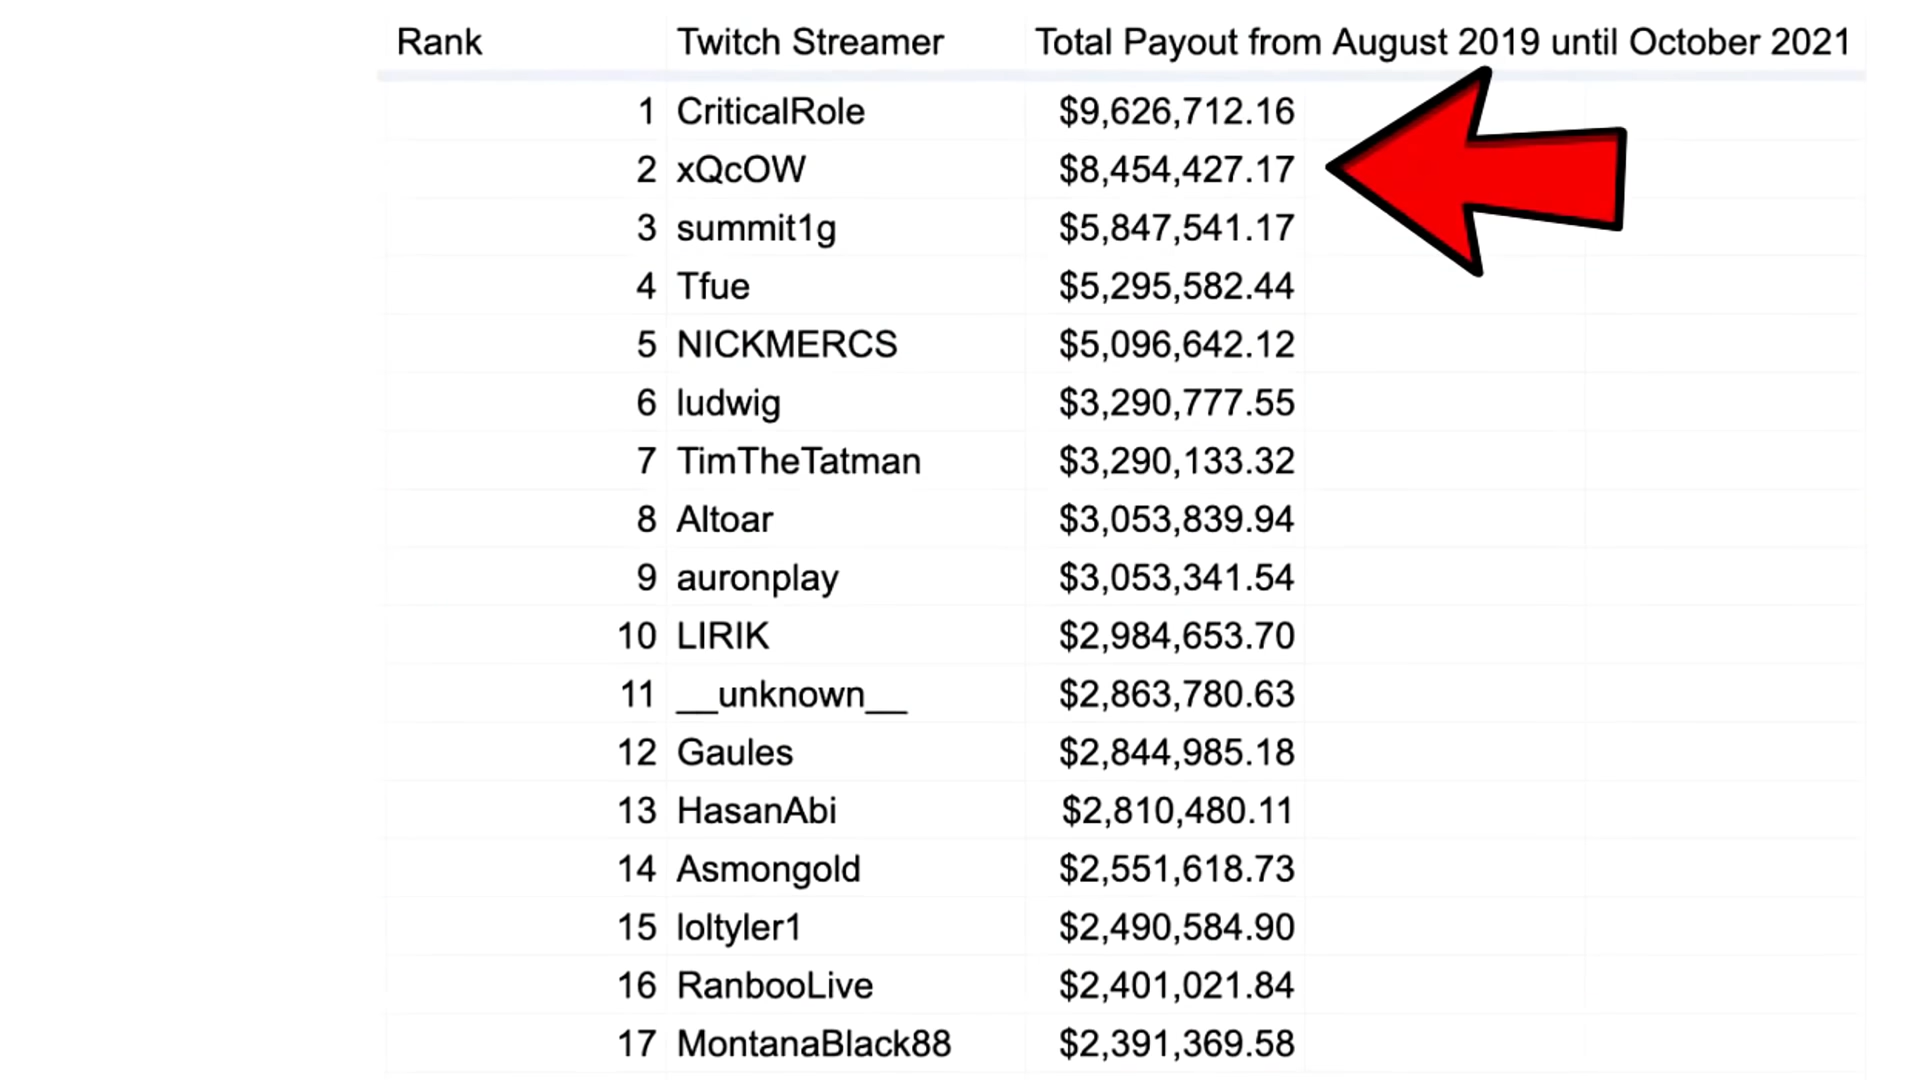 Rank Twitch Streamer Total Payout from August 2019 until October 2021
1 CriticalRole $9,626,712.16
2 xQcOW $8,454,427.17
3 summit1g $5,847,541.17
4 Tfue $5,295,582.44
5 NICKMERCS $5,096,642.12
6 ludwig $3,290,777.55
7 TimTheTatman $3,290,133.32
8 Altoar $3,053,839.94
9 auronplay $3,053,341.54
10 LIRIK $2,984,653.70
11 __unknown__ $2,863,780.63
12 Gaules $2,844,985.18
13 HasanAbi $2,810,480.11
14 Asmongold $2,551,618.73
15 loltyler1 $2,490,584.90
16 RanbooLive $2,401,021.84
17 MontanaBlack88 $2,391,369.58